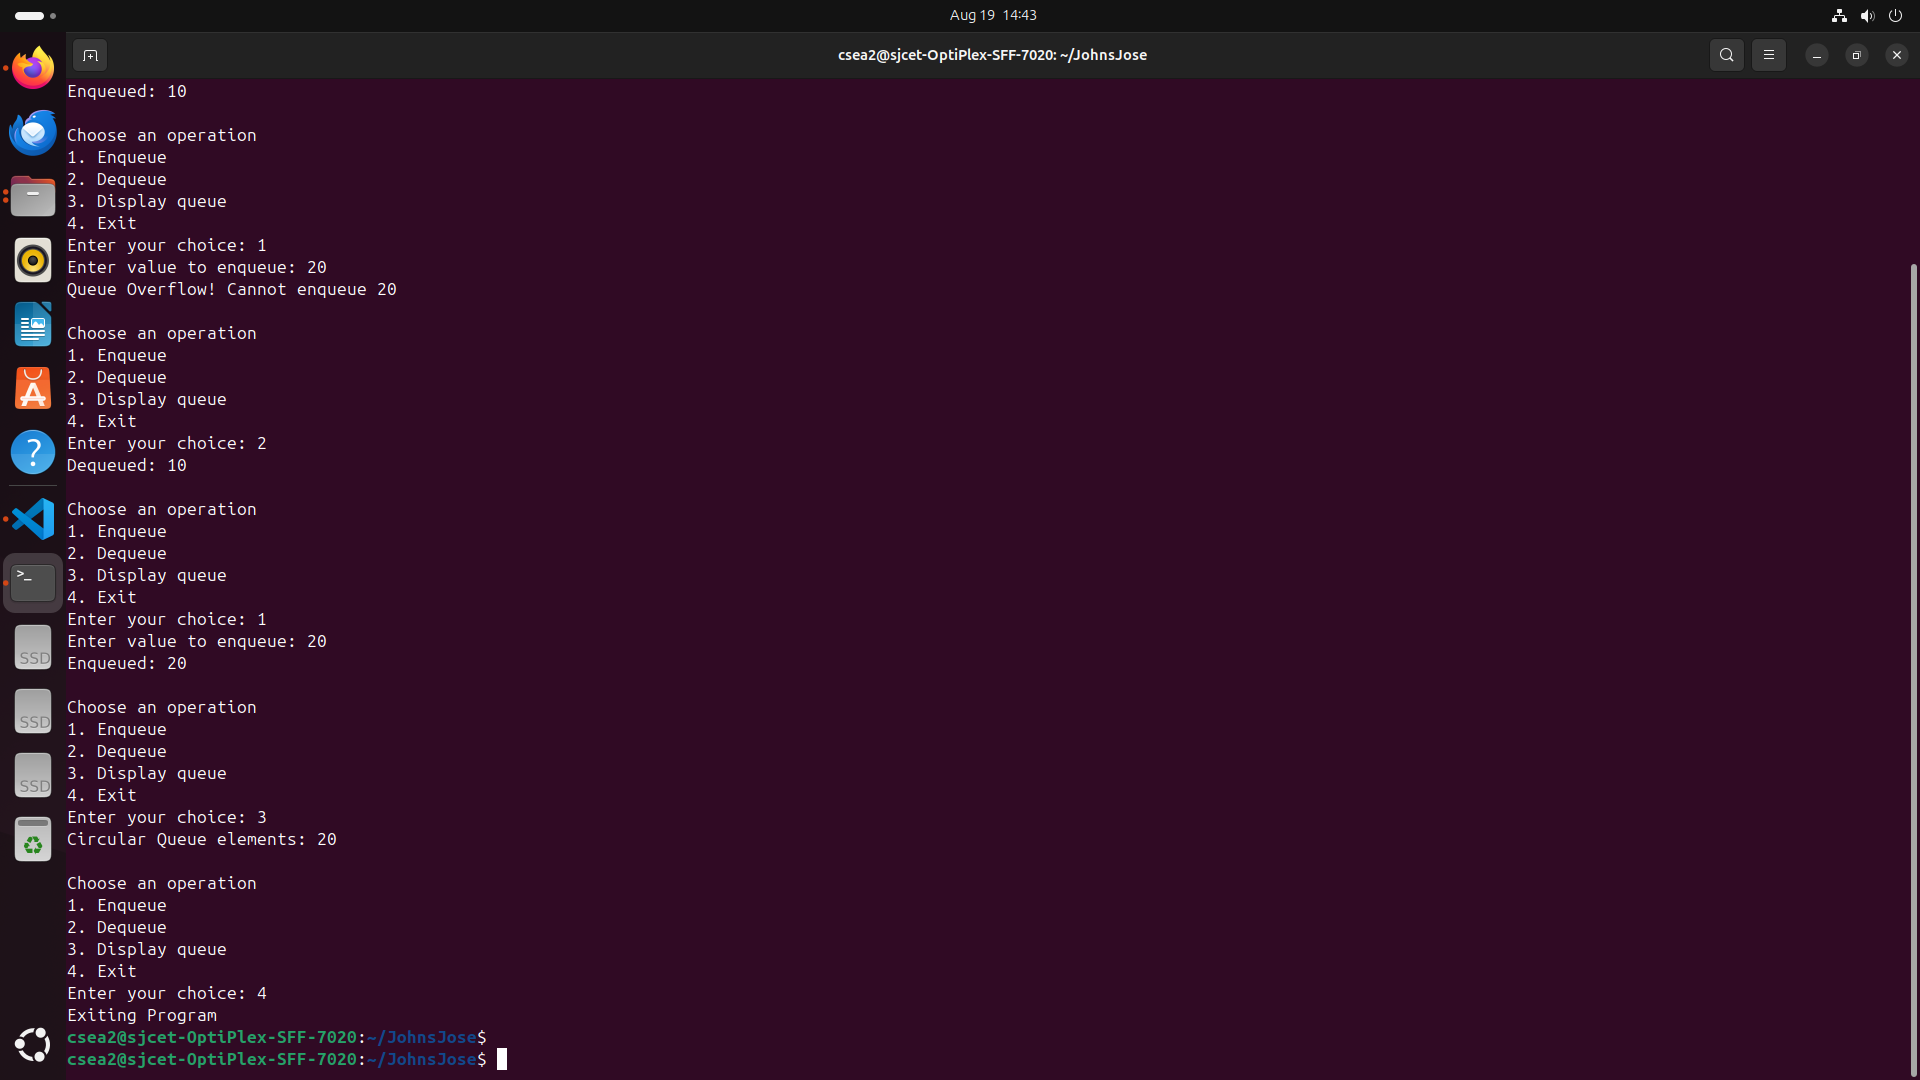 Aug 19 14:43
csea2@sjcet-OptiPlex-SFF-7020: ~/JohnsJose
Enqueued: 10
Choose an operation
1. Enqueue
2. Dequeue
3. Display queue
4. Exit
Enter your choice: 1
Enter value to enqueue: 20
Queue Overflow! Cannot enqueue 20
Choose an operation
1. Enqueue
2. Dequeue
3. Display queue
4. Exit
Enter your choice: 2
Dequeued: 10
Choose an operation
1. Enqueue
2. Dequeue
3. Display queue
4. Exit
Enter your choice: 1
Enter value to enqueue: 20
Enqueued: 20
Choose an operation
1. Enqueue
2. Dequeue
3. Display queue
4. Exit
Enter your choice: 3
Circular Queue elements: 20
Choose an operation
1. Enqueue
2. Dequeue
3. Display queue
4. Exit
Enter your choice: 4
Exiting Program
csea2@sjcet-OptiPlex-SFF-7020:~/JohnsJose$
csea2@sjcet-OptiPlex-SFF-7020:~/JohnsJose$
SSD
SSD
SSD